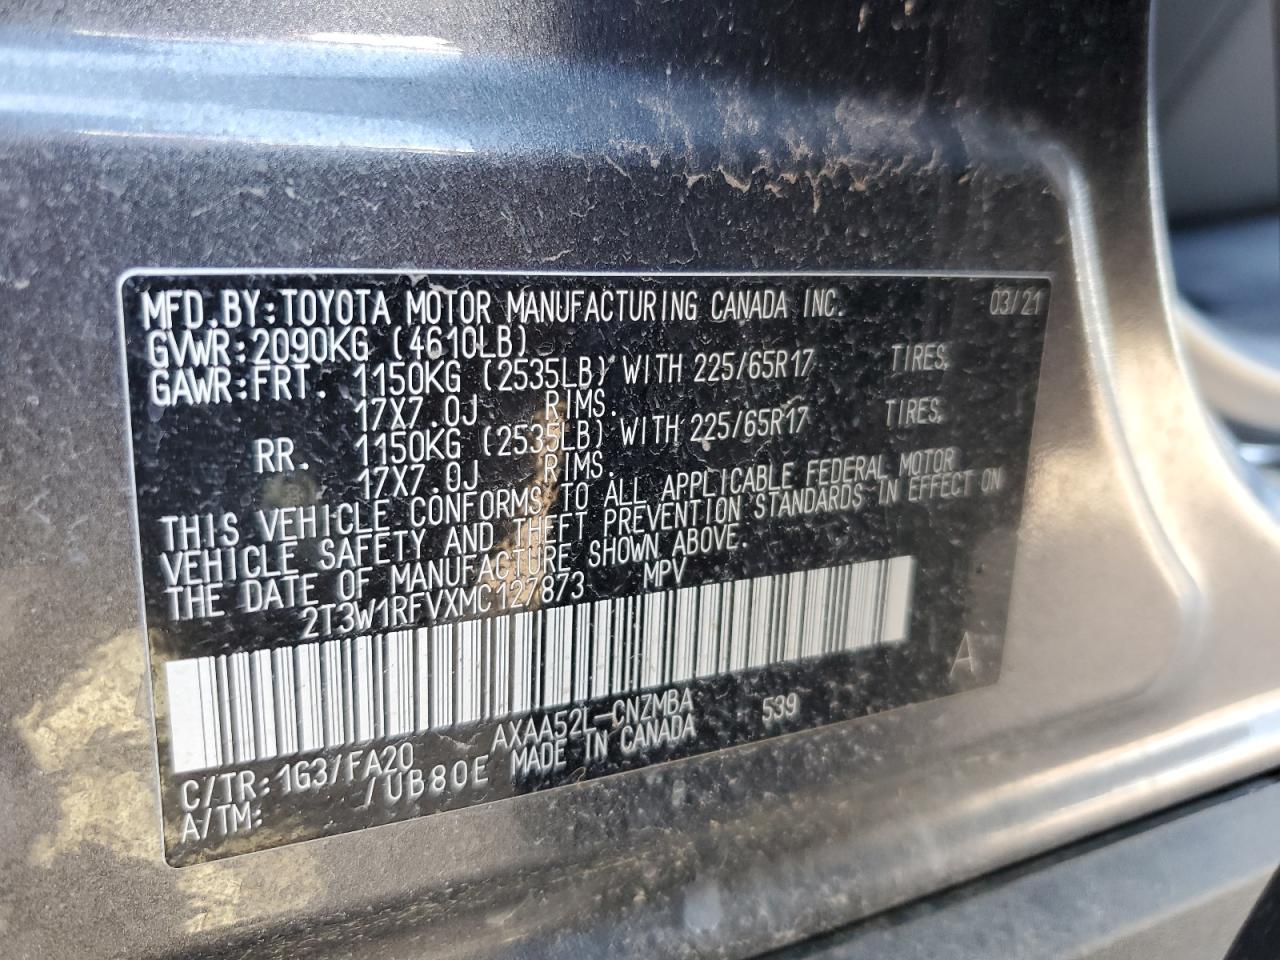 MFD.BY:TOYOTA MOTOR MANUFACTURING CANADA INC. 03/21
GVWR:2090KG (4610LB)
GAWR:FRT. 1150KG (2535LB) WITH 225/65R17 TIRES,
17X7.0J RIMS.
RR. 1150KG (2535LB) WITH 225/65R17 TIRES,
17X7.0J RIMS.
THIS VEHICLE CONFORMS TO ALL APPLICABLE FEDERAL MOTOR
VEHICLE SAFETY AND THEFT PREVENTION STANDARDS IN EFFECT ON
THE DATE OF MANUFACTURE SHOWN ABOVE.
2T3W1RFVXMC127873 MPV
A
C/TR:1G3/FA20 AXAA52L-CNZMBA 539
A/TM: /UB80E MADE IN CANADA